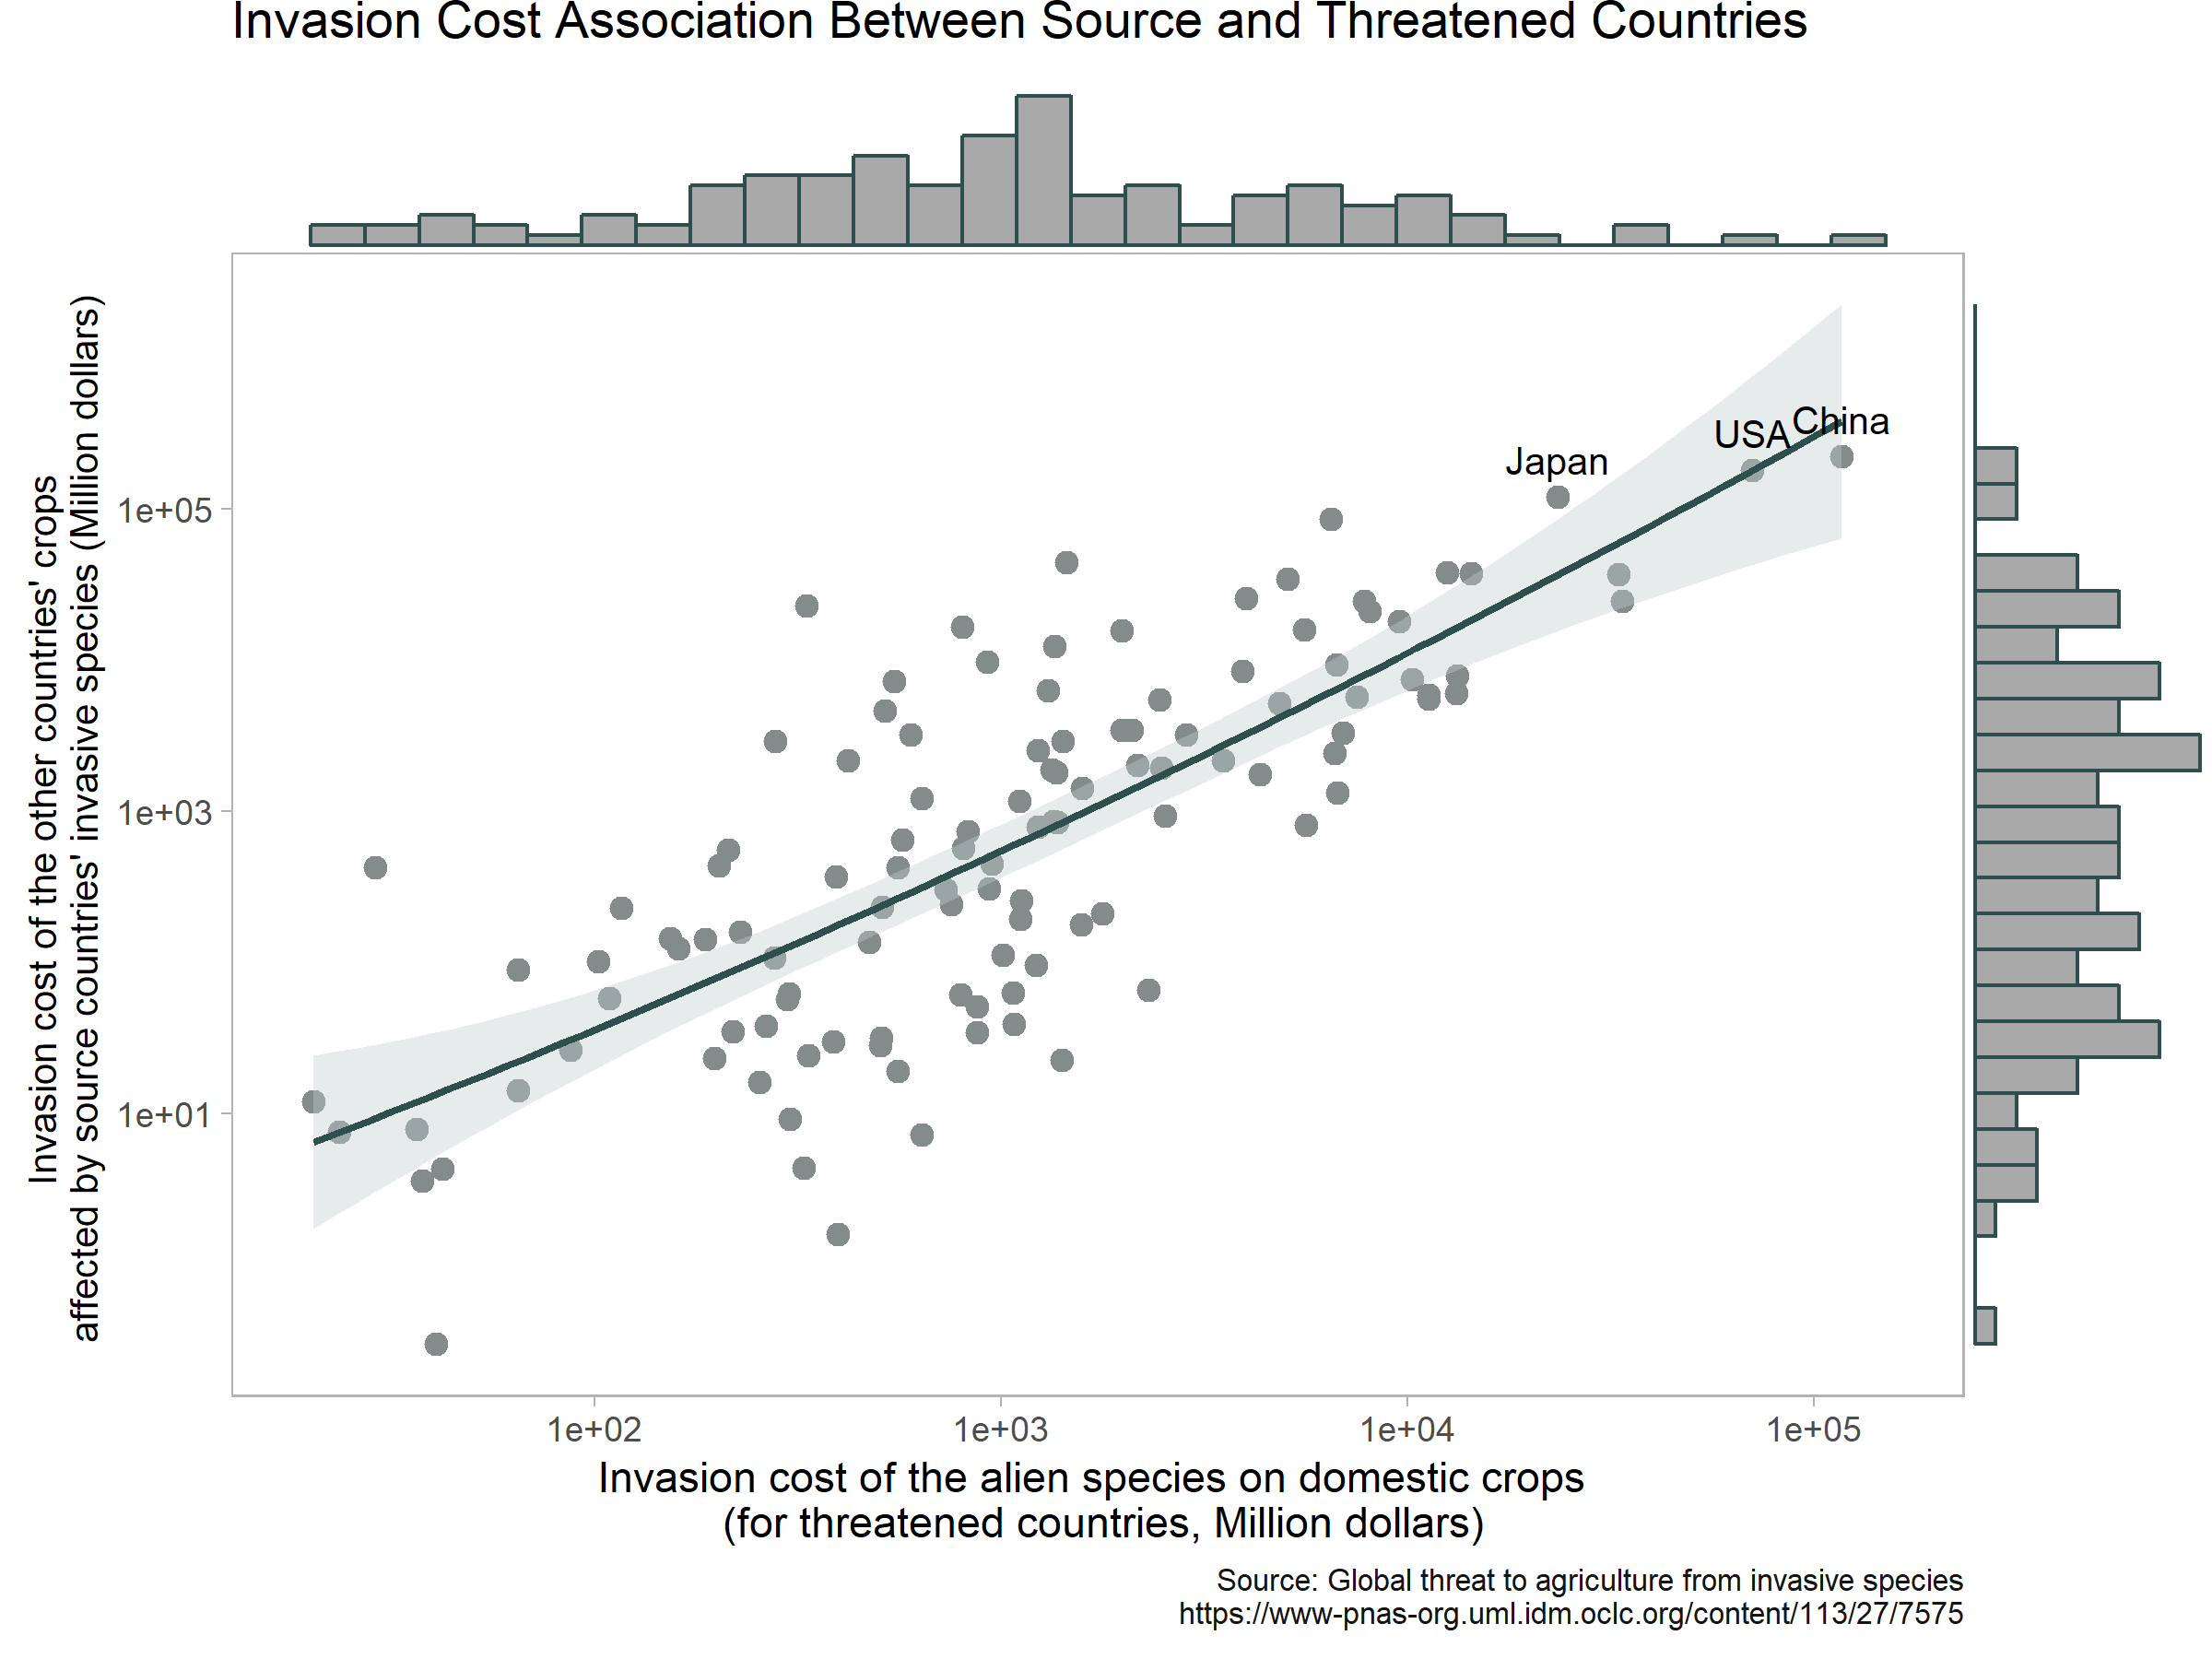 Invasion Cost Association Between Source and Threatened Countries
Invasion cost of the other countries' crops
affected by source countries' invasive species (Million dollars)
1e+05
1e+03
1e+01
Japan
USA
China
1e+02
1e+03
1e+04
1e+05
Invasion cost of the alien species on domestic crops
(for threatened countries, Million dollars)
Source: Global threat to agriculture from invasive species
https://www-pnas-org.uml.idm.oclc.org/content/113/27/7575